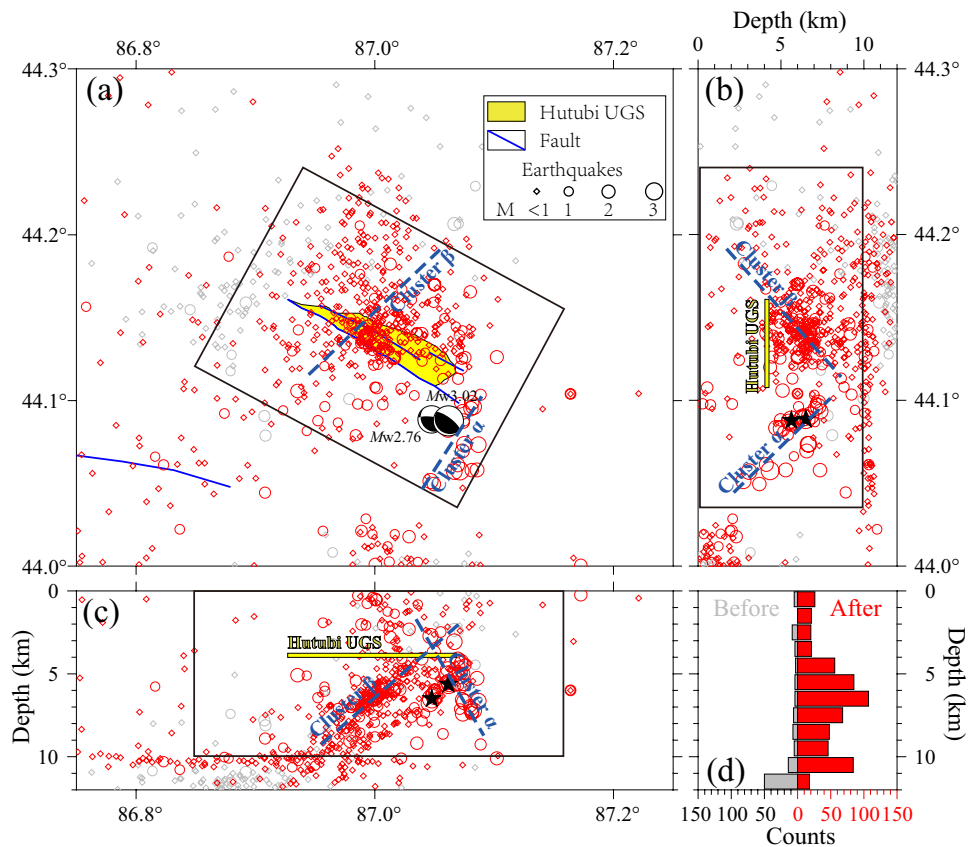 Depth (km)
86.8° 87.0° 87.2° 0 5 10
44.3° 44.3°
(a) (b)
Hutubi UGS
Fault
Earthquakes
M <1 1 2 3
44.2° 44.2°
Cluster β
Cluster β
Hutubi UGS
44.1° 44.1°
Mw3.02
Mw2.76
Cluster α
Cluster α
44.0° 44.0°
(c)
Depth (km)
0
5
10
Hutubi UGS
Cluster β
Cluster α
Before After
0
5
10
Depth (km)
(d)
86.8° 87.0° 87.2°
150 100 50 0 50 100 150
Counts